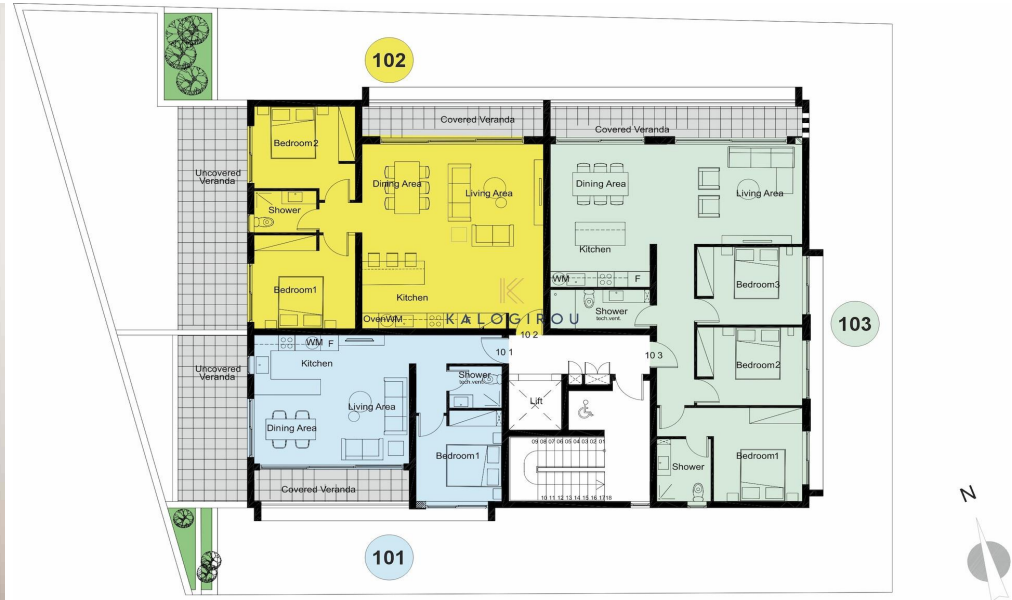 102
Covered Veranda
Covered Veranda
Bedroom2
Uncovered
Veranda
Dining Area
Living Area
Dining Area
Living Area
Shower
Kitchen
Bedroom1
WM
F
Bedroom3
Kitchen
Shower
tech.vent.
OvenWM
KALOGIROU
103
10 2
WM F
10 1
10 3
Kitchen
Uncovered
Veranda
Shower
tech.vent.
Bedroom2
Lift
Living Area
Dining Area
09 08 07 06 05 04 03 02 01
Bedroom1
Bedroom1
Shower
Covered Veranda
10 11 12 13 14 15 16 17 18
N
101